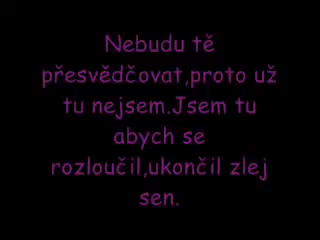 Nebudu tě
přesvědčovat,proto už
tu nejsem.Jsem tu
abych se
rozloučil,ukončil zlej
sen.